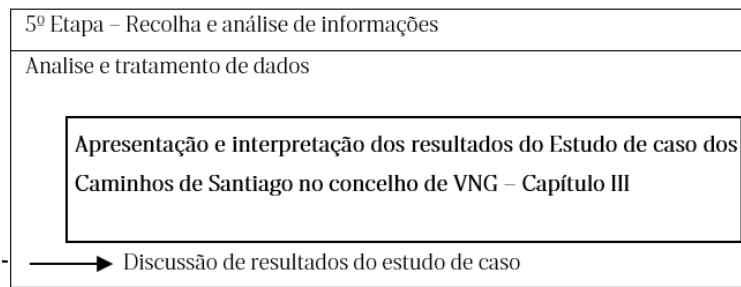 5º Etapa – Recolha e análise de informações
Analise e tratamento de dados
Apresentação e interpretação dos resultados do Estudo de caso dos
Caminhos de Santiago no concelho de VNG – Capítulo III
Discussão de resultados do estudo de caso